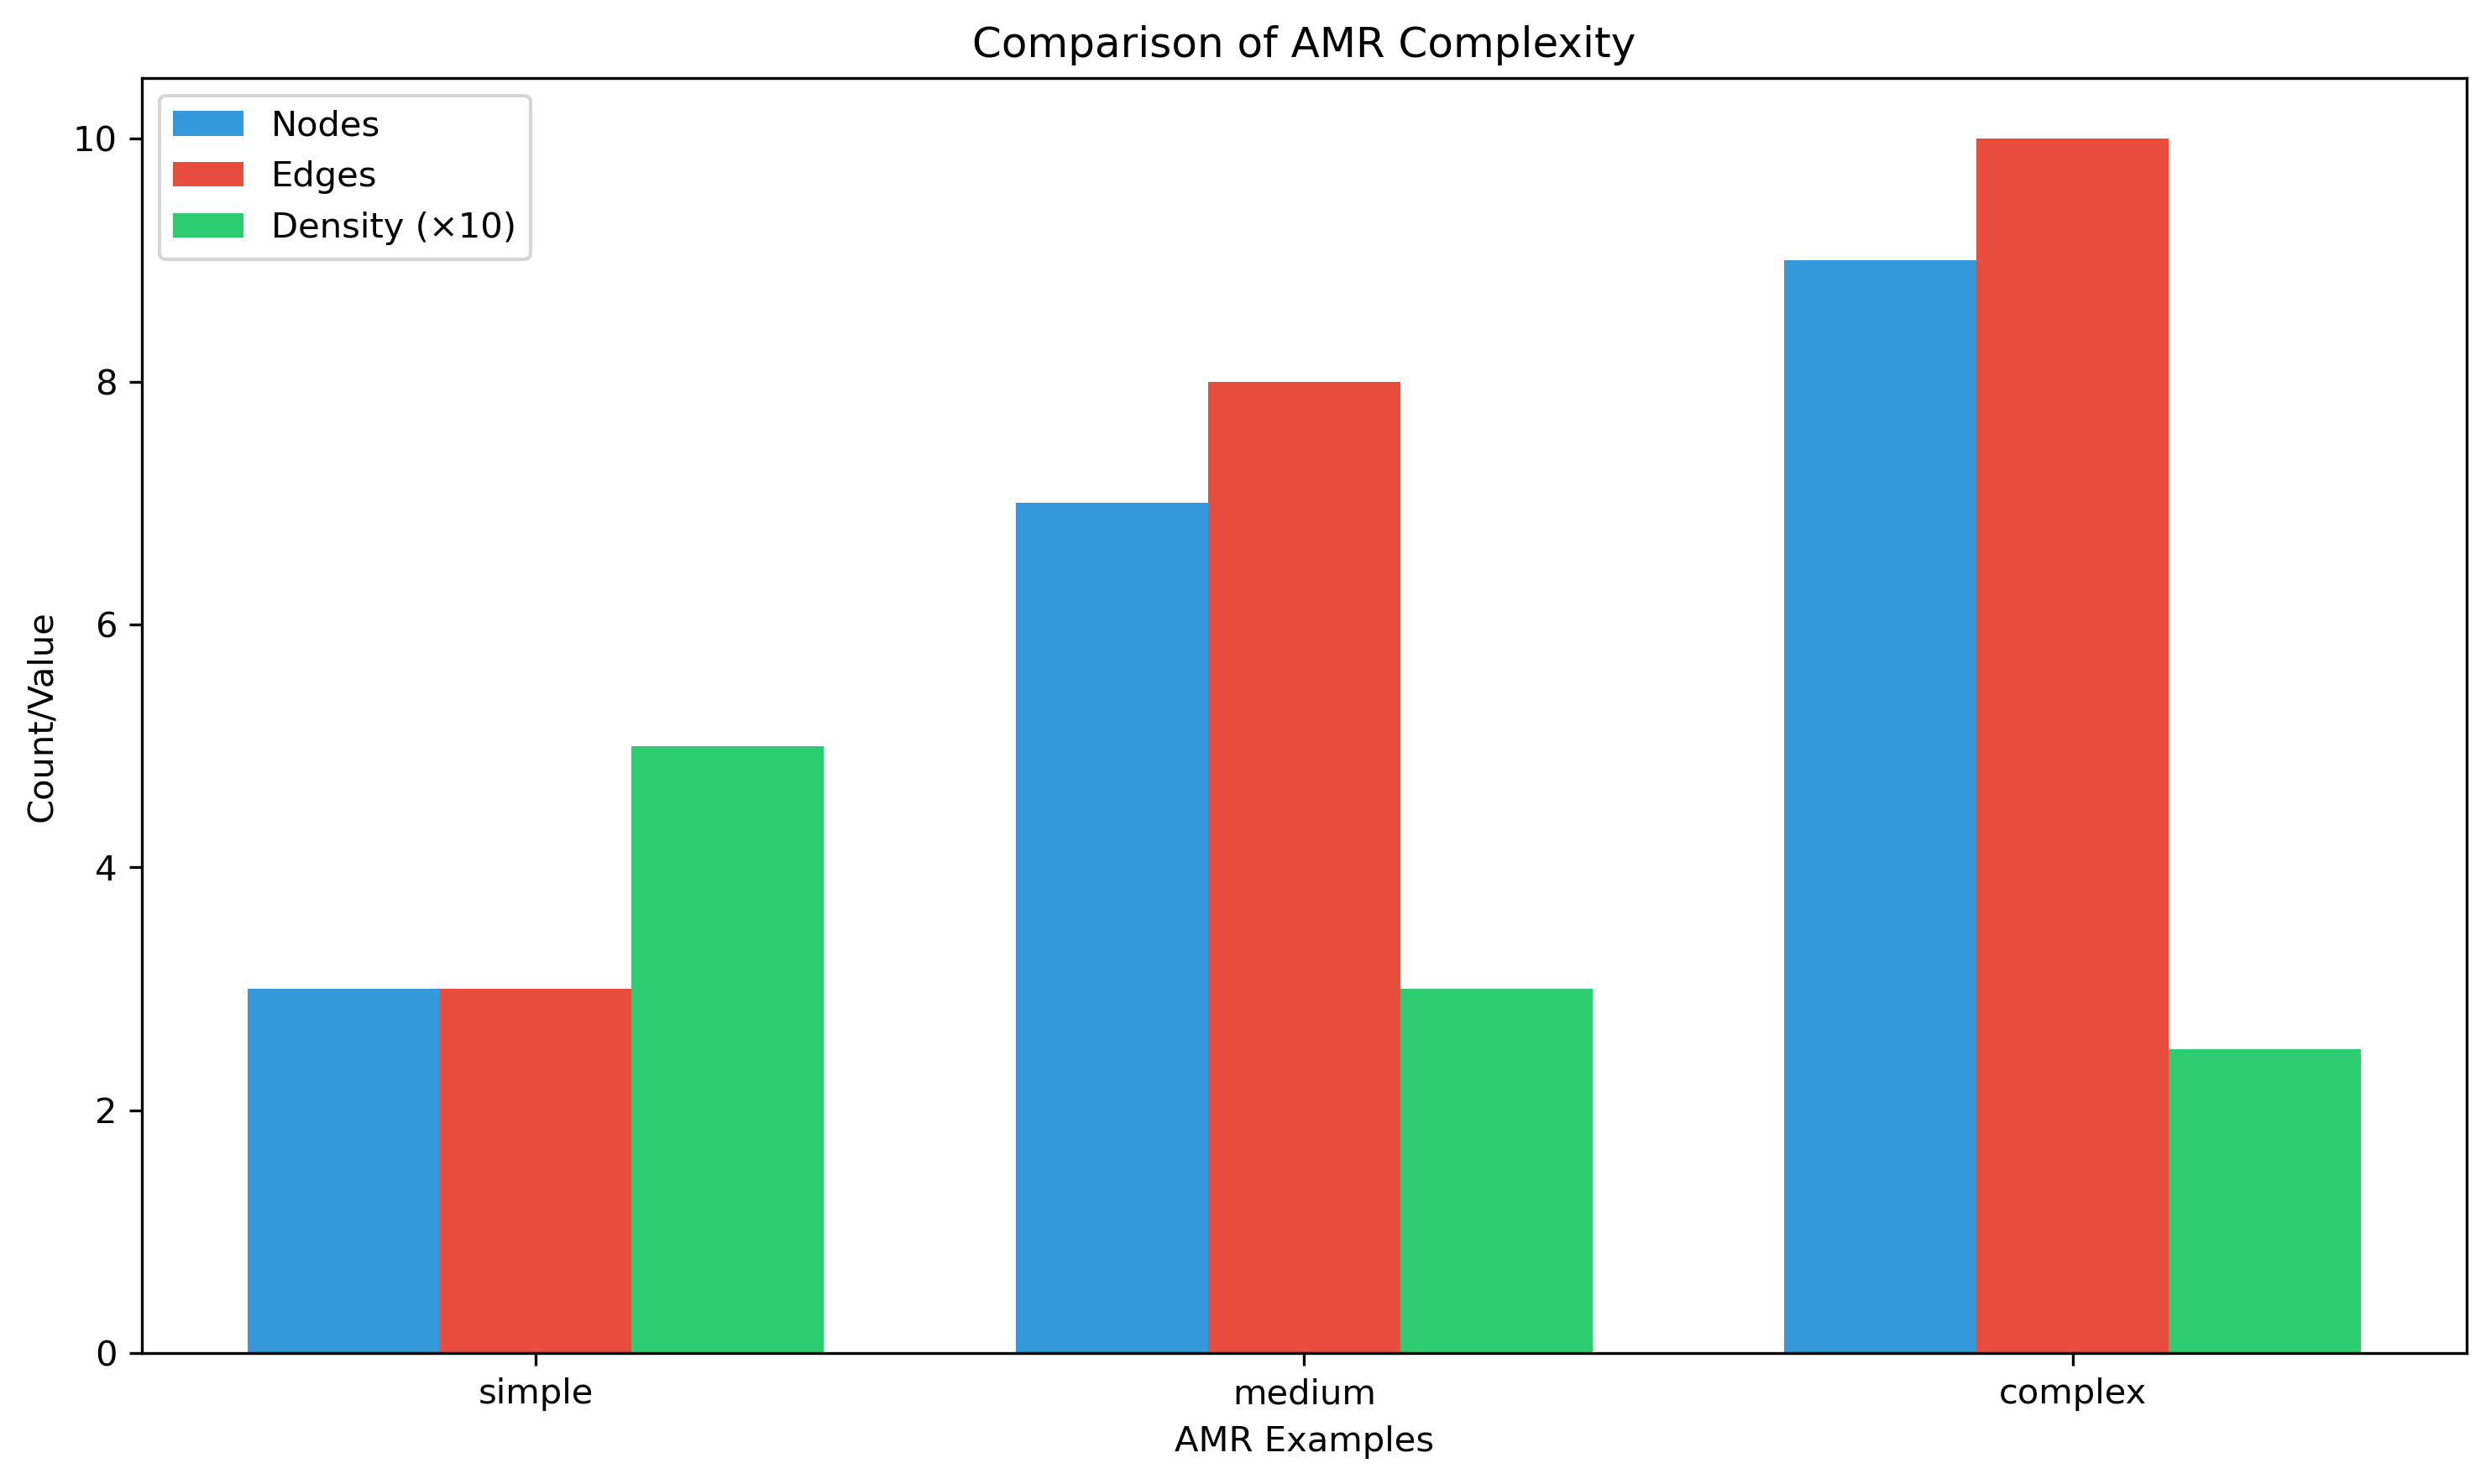 Comparison of AMR Complexity
Nodes
Edges
Density (×10)
10
8
6
4
2
0
Count/Value
simple
medium
complex
AMR Examples